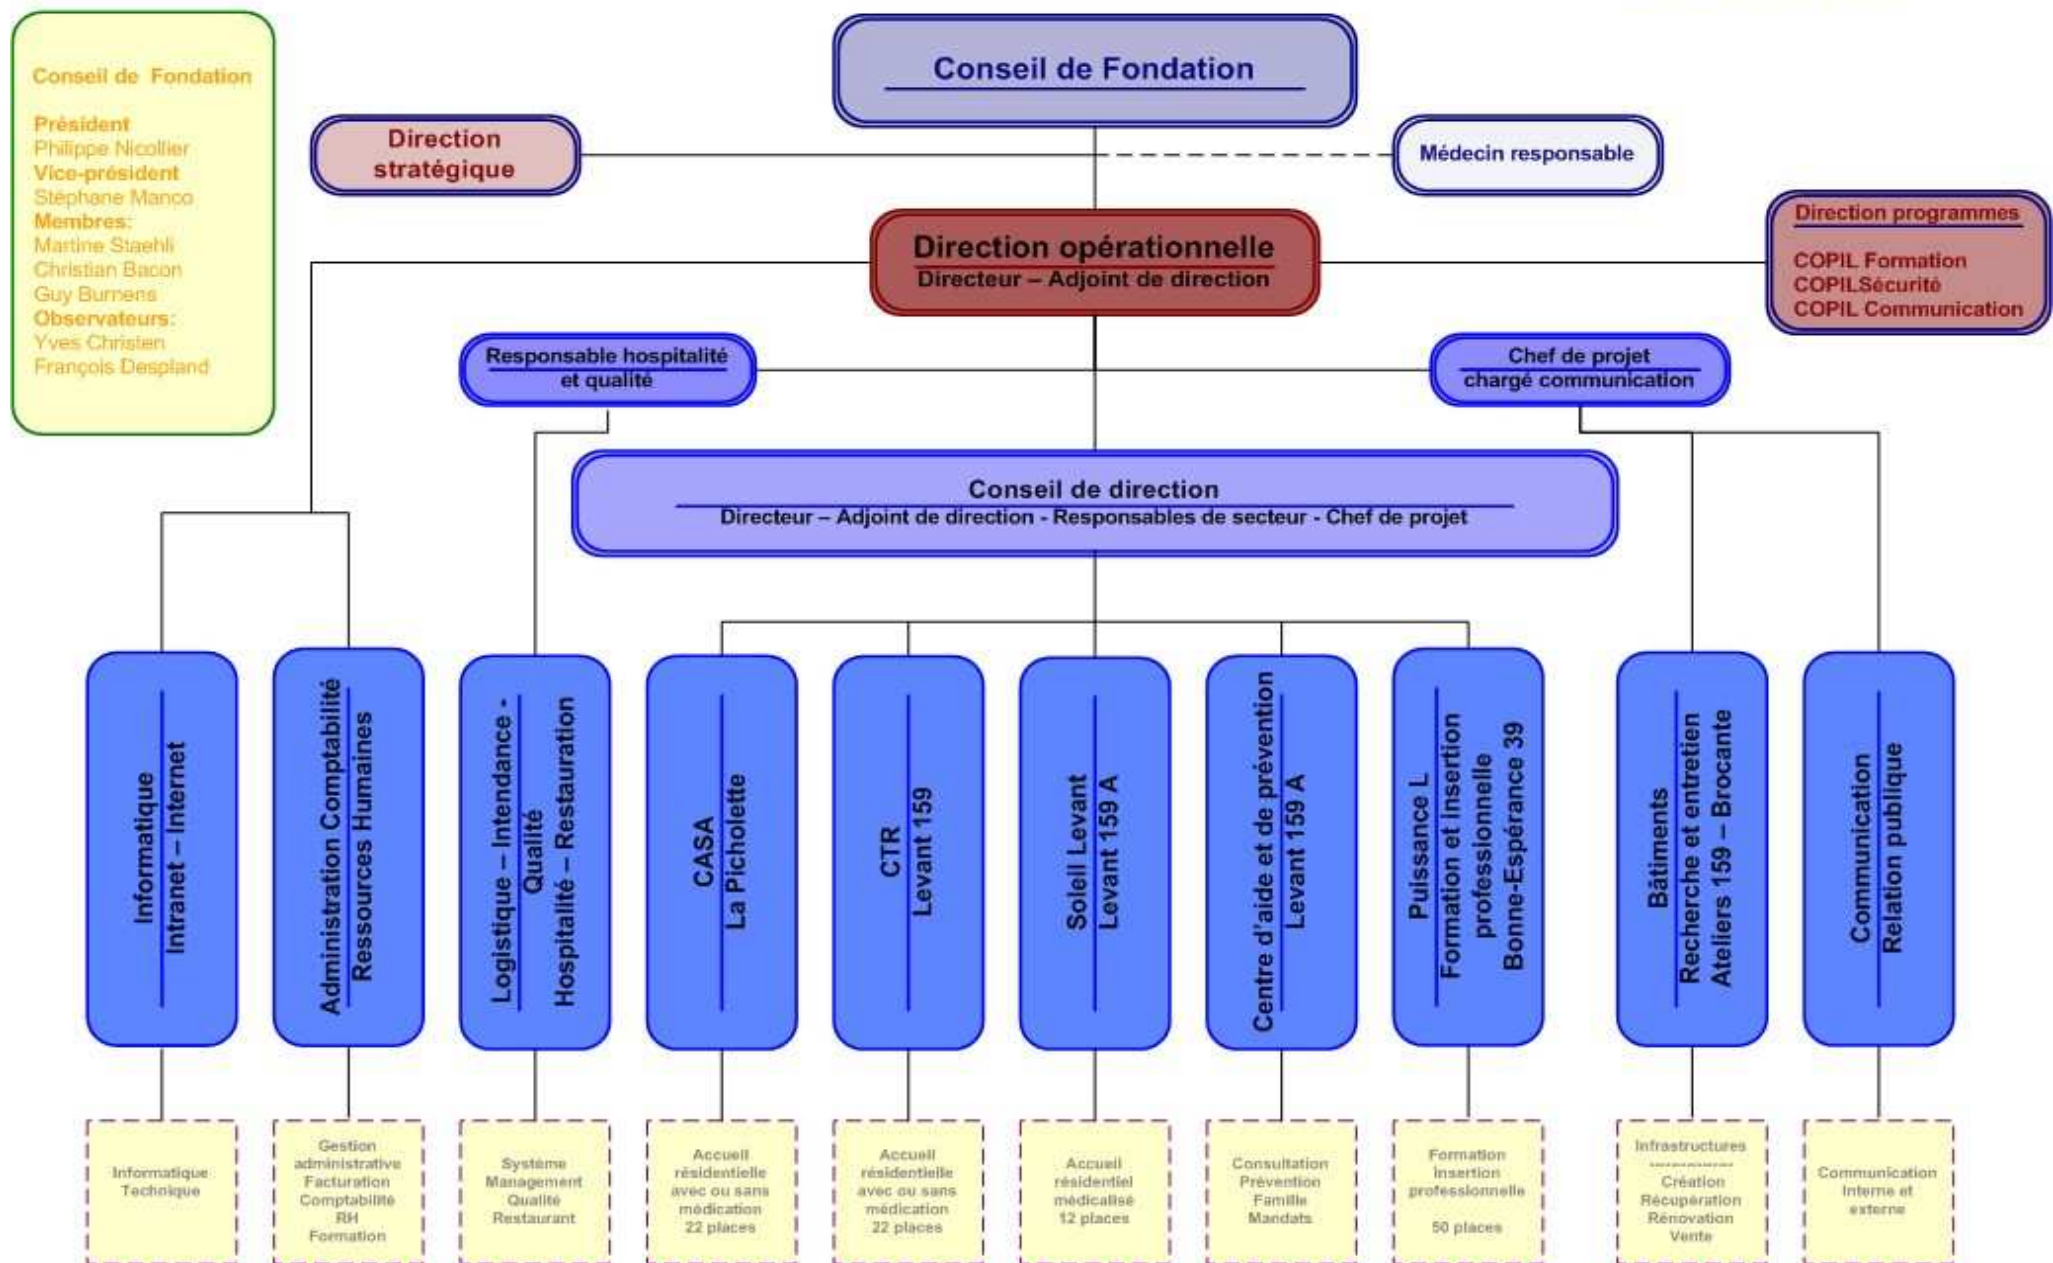 Conseil de Fondation
Président
Philippe Nicollier
Vice-président
Stéphane Manco
Membres:
Martine Staehli
Christian Bacon
Guy Burnens
Observateurs:
Yves Christen
François Despland
Conseil de Fondation
Direction
stratégique
Médecin responsable
Direction opérationnelle
Directeur – Adjoint de direction
Direction programmes
COPIL Formation
COPILSécurité
COPIL Communication
Responsable hospitalité
et qualité
Chef de projet
chargé communication
Conseil de direction
Directeur – Adjoint de direction - Responsables de secteur - Chef de projet
Informatique
Intranet – Internet
Administration Comptabilité
Ressources Humaines
Logistique – Intendance -
Qualité
Hospitalité – Restauration
CASA
La Picholette
CTR
Levant 159
Soleil Levant
Levant 159 A
Centre d'aide et de prévention
Levant 159 A
Puissance L
Formation et insertion
professionnelle
Bonne-Espérance 39
Bâtiments
Recherche et entretien
Ateliers 159 – Brocante
Communication
Relation publique
Informatique
Technique
Gestion
administrative
Facturation
Comptabilité
RH
Formation
Système
Management
Qualité
Restaurant
Accueil
résidentielle
avec ou sans
médication
22 places
Accueil
résidentielle
avec ou sans
médication
22 places
Accueil
résidentiel
médicalisé
12 places
Consultation
Prévention
Famille
Mandats
Formation
Insertion
professionnelle
50 places
Infrastructures
--------------
Création
Récupération
Rénovation
Vente
Communication
Interne et
externe